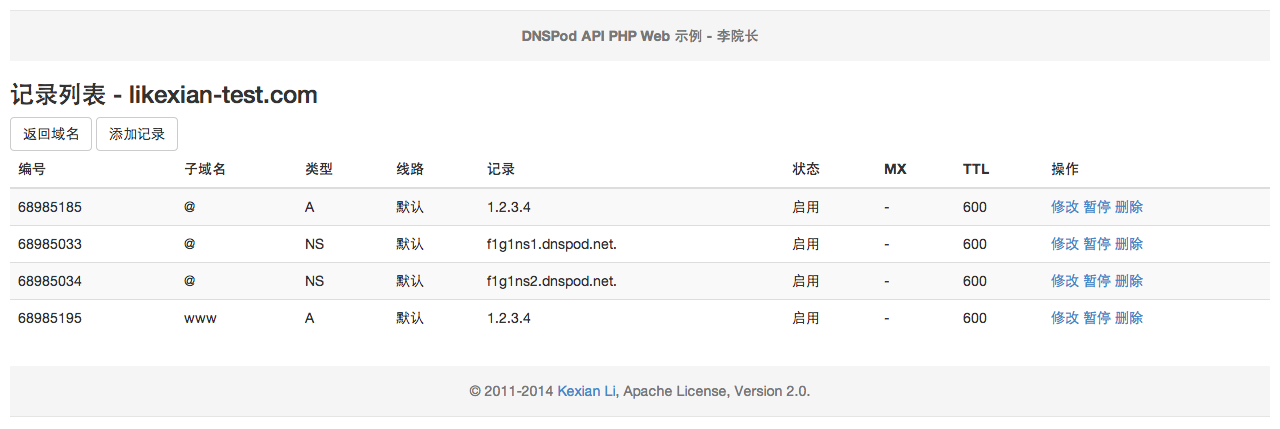 DNSPod API PHP Web 示例 - 李院长
记录列表 - likexian-test.com
返回域名 添加记录
编号 子域名 类型 线路 记录 状态 MX TTL 操作
68985185 @ A 默认 1.2.3.4 启用 - 600 修改 暂停 删除
68985033 @ NS 默认 f1g1ns1.dnspod.net. 启用 - 600 修改 暂停 删除
68985034 @ NS 默认 f1g1ns2.dnspod.net. 启用 - 600 修改 暂停 删除
68985195 www A 默认 1.2.3.4 启用 - 600 修改 暂停 删除
© 2011-2014 Kexian Li, Apache License, Version 2.0.